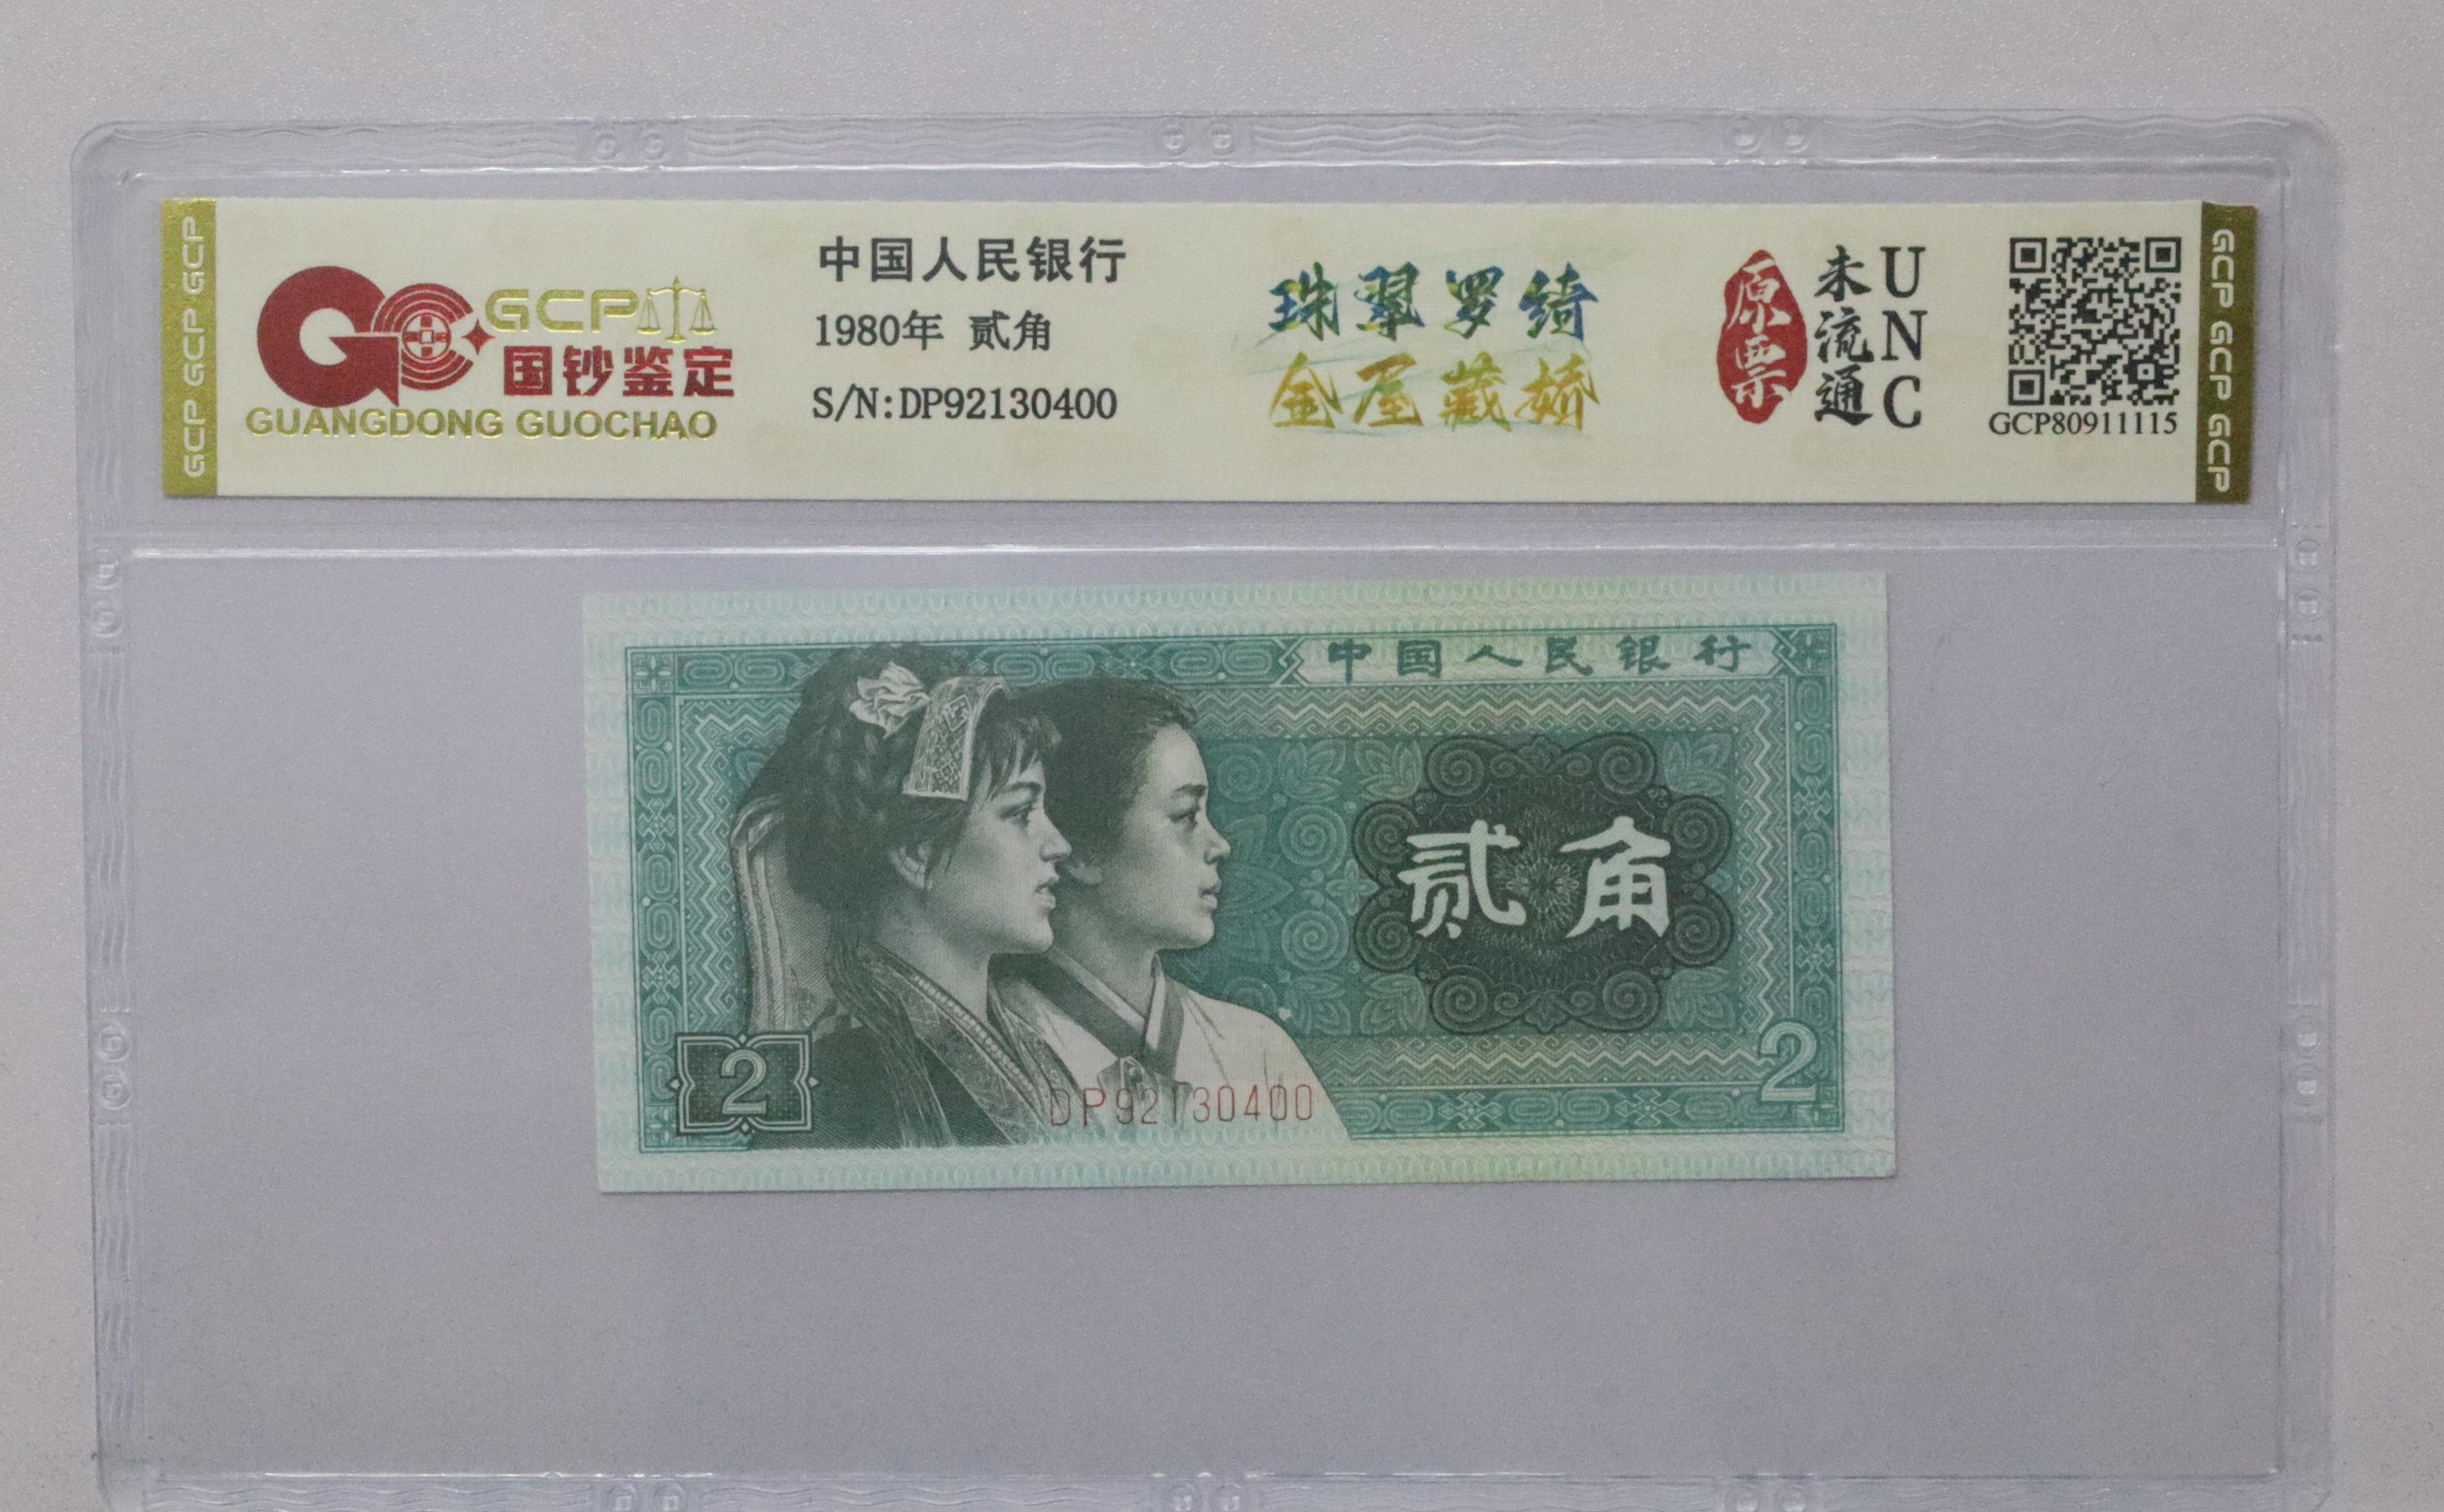 GCP GCP GCP
GCP
国钞鉴定
GUANGDONG GUOCHAO
中国人民银行
1980年 贰角
S/N:DP92130400
珠翠罗绮
金屋藏娇
原票
未流通
UNC
GCP80911115
GCP GCP GCP
中国人民银行
贰角
2
2
DP92130400